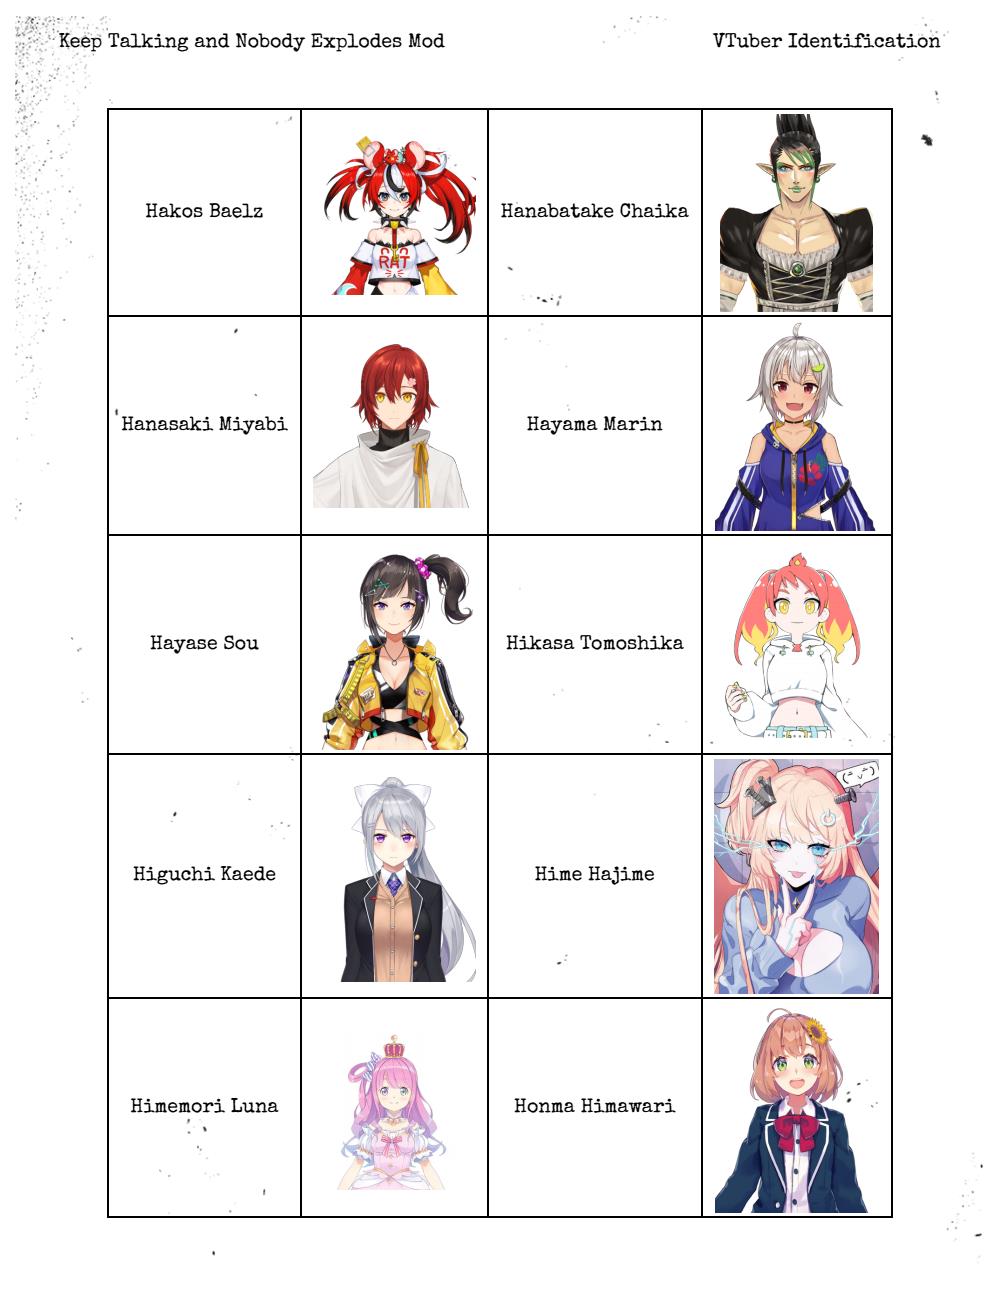 Keep Talking and Nobody Explodes Mod
VTuber Identification
Hakos Baelz
RAT
Hanabatake Chaika
Hanasaki Miyabi
Hayama Marin
Hayase Sou
Hikasa Tomoshika
Higuchi Kaede
Hime Hajime
Himemori Luna
Honma Himawari